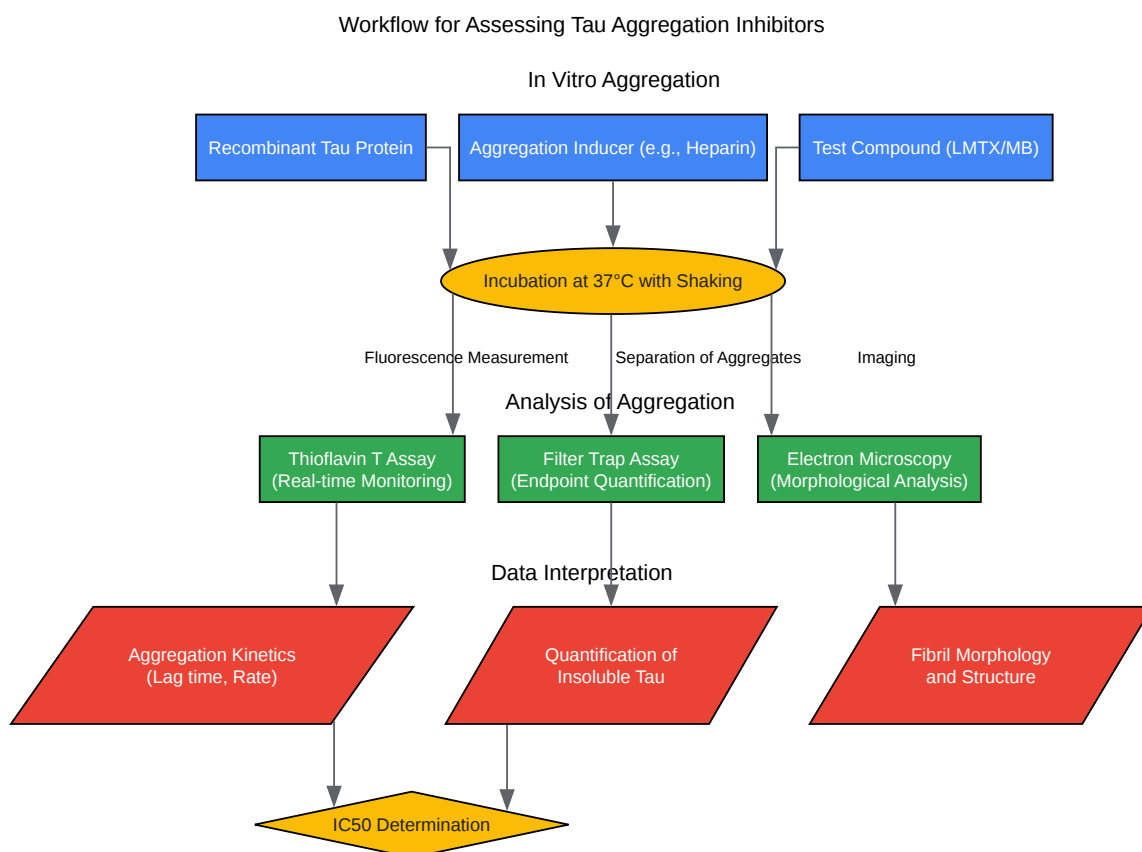 Workflow for Assessing Tau Aggregation Inhibitors
In Vitro Aggregation
Recombinant Tau Protein
Aggregation Inducer (e.g., Heparin)
Test Compound (LMTX/MB)
Incubation at 37°C with Shaking
Fluorescence Measurement
Separation of Aggregates
Imaging
Analysis of Aggregation
Thioflavin T Assay
(Real-time Monitoring)
Filter Trap Assay
(Endpoint Quantification)
Electron Microscopy
(Morphological Analysis)
Data Interpretation
Aggregation Kinetics
(Lag time, Rate)
Quantification of
Insoluble Tau
Fibril Morphology
and Structure
IC50 Determination